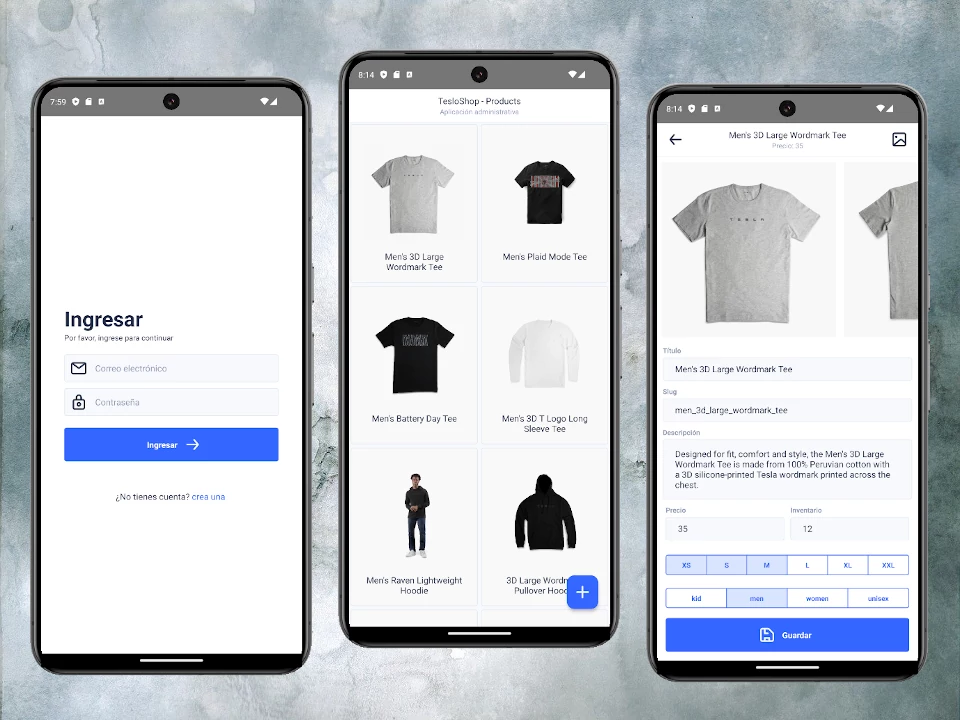 7:59
Ingresar
Por favor, ingrese para continuar
Correo electrónico
Contraseña
Ingresar
¿No tienes cuenta? crea una
8:14
TesloShop - Products
Aplicación administrativa
TESLA
Men's 3D Large
Wordmark Tee
Men's Plaid Mode Tee
Men's Battery Day Tee
Men's 3D T Logo Long
Sleeve Tee
Men's Raven Lightweight
Hoodie
3D Large
Pullover
8:14
Men's 3D Large Wordmark Tee
Precio: 35
TESLA
Título
Men's 3D Large Wordmark Tee
Slug
men_3d_large_wordmark_tee
Descripción
Designed for fit, comfort and style, the Men's 3D Large
Wordmark Tee is made from 100% Peruvian cotton with
a 3D silicone-printed Tesla wordmark printed across the
chest.
Precio
Inventario
35
12
XS S M L XL XXL
kid men women unisex
Guardar